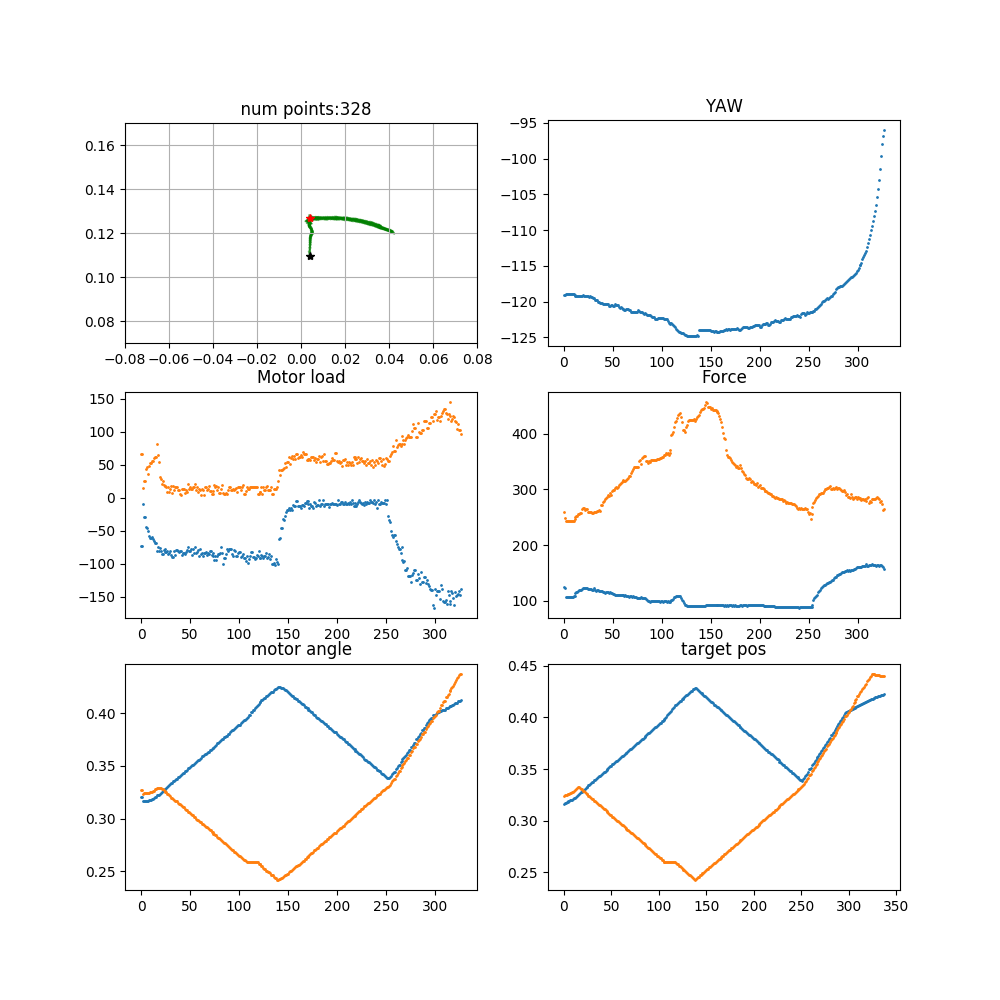 num points:328
YAW
0.16
0.14
0.12
0.10
0.08
−0.08 −0.06 −0.04 −0.02 0.00 0.02 0.04 0.06 0.08
−95
−100
−105
−110
−115
−120
−125
0 50 100 150 200 250 300
Motor load
Force
150
100
50
0
−50
−100
−150
0 50 100 150 200 250 300
400
300
200
100
0 50 100 150 200 250 300
motor angle
target pos
0.40
0.35
0.30
0.25
0 50 100 150 200 250 300
0.45
0.40
0.35
0.30
0.25
0 50 100 150 200 250 300 350